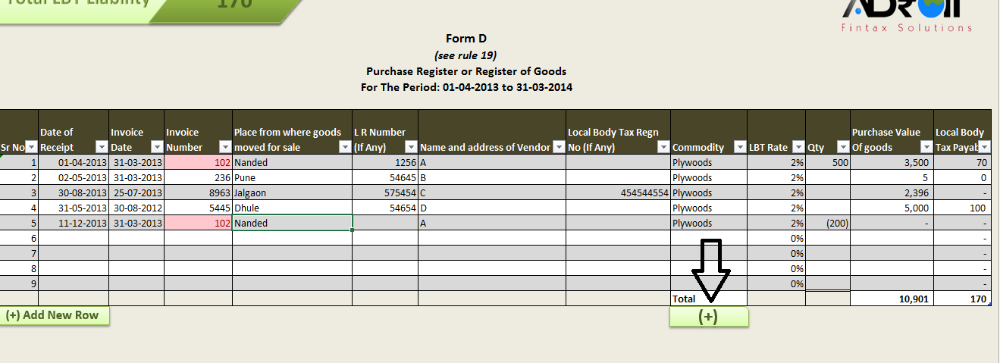 Total LBT Liability 170
ADROIT
Fintax Solutions
Form D
(see rule 19)
Purchase Register or Register of Goods
For The Period: 01-04-2013 to 31-03-2014
Sr No Date of Receipt Invoice Date Invoice Number Place from where goods moved for sale L R Number (If Any) Name and address of Vendor Local Body Tax Regn No (If Any) Commodity LBT Rate Qty Purchase Value Of goods Local Body Tax Payab
1 01-04-2013 31-03-2013 102 Nanded 1256 A Plywoods 2% 500 3,500 70
2 02-05-2013 31-03-2013 236 Pune 54645 B Plywoods 2% 5 0
3 30-08-2013 25-07-2013 8963 Jalgaon 575454 C 454544554 Plywoods 2% 2,396 -
4 31-05-2013 30-08-2012 5445 Dhule 54654 D Plywoods 2% 5,000 100
5 11-12-2013 31-03-2013 102 Nanded A Plywoods 2% (200) - -
6 0% -
7 0% -
8 0% -
9 0% -
Total 10,901 170
(+) Add New Row (+)